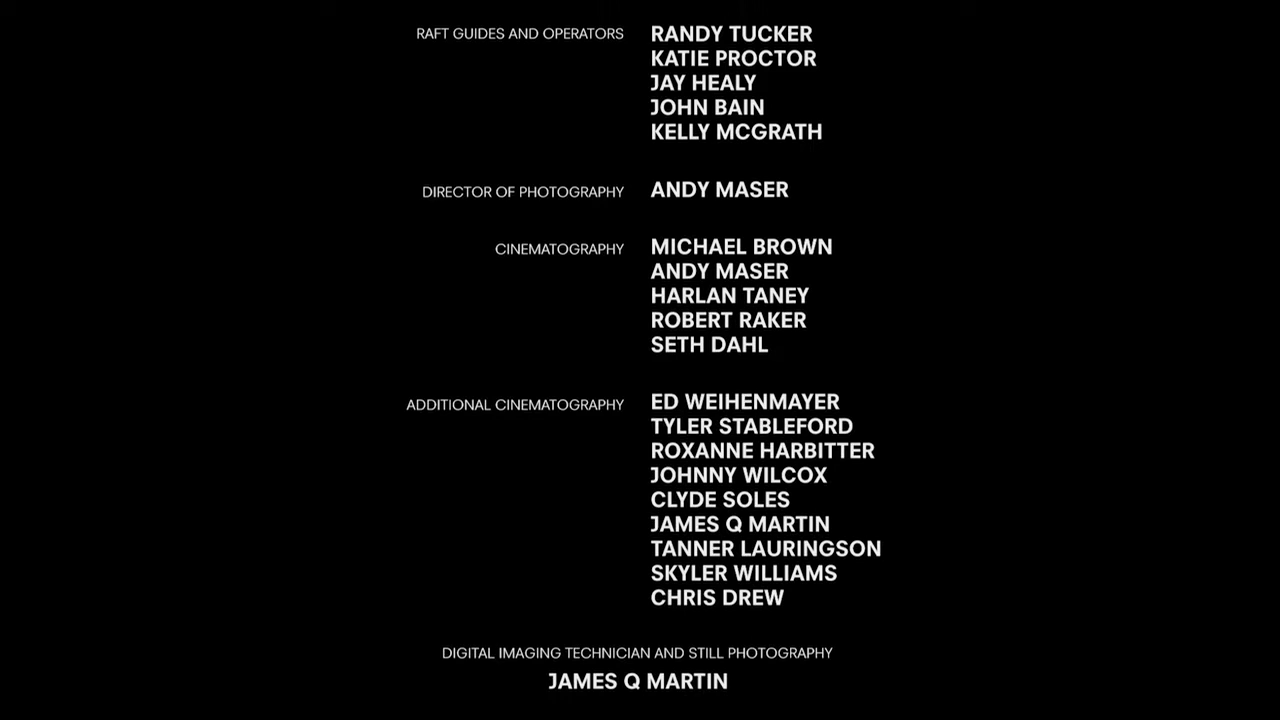 RAFT GUIDES AND OPERATORS RANDY TUCKER
KATIE PROCTOR
JAY HEALY
JOHN BAIN
KELLY MCGRATH
DIRECTOR OF PHOTOGRAPHY ANDY MASER
CINEMATOGRAPHY MICHAEL BROWN
ANDY MASER
HARLAN TANEY
ROBERT RAKER
SETH DAHL
ADDITIONAL CINEMATOGRAPHY ED WEIHENMAYER
TYLER STABLEFORD
ROXANNE HARBITTER
JOHNNY WILCOX
CLYDE SOLES
JAMES Q MARTIN
TANNER LAURINGSON
SKYLER WILLIAMS
CHRIS DREW
DIGITAL IMAGING TECHNICIAN AND STILL PHOTOGRAPHY
JAMES Q MARTIN